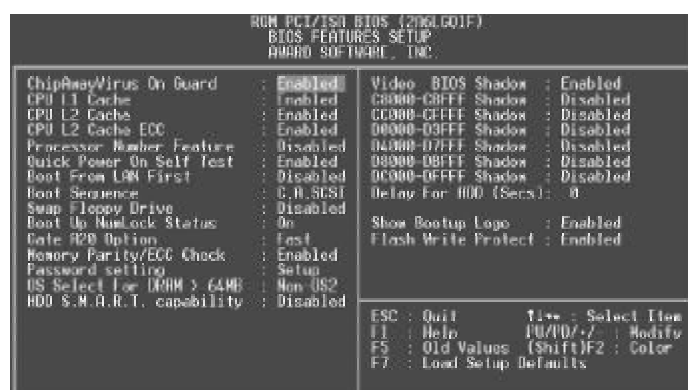 ROM PCI/ISA BIOS (2A6LGQ1F)
BIOS FEATURES SETUP
AWARD SOFTWARE, INC.
ChipAwayVirus On Guard : Enabled
CPU L1 Cache : Enabled
CPU L2 Cache : Enabled
CPU L2 Cache ECC : Enabled
Processor Number Feature : Disabled
Quick Power On Self Test : Enabled
Boot From LAN First : Disabled
Boot Sequence : C,A,SCSI
Swap Floppy Drive : Disabled
Boot Up NumLock Status : On
Gate A20 Option : Fast
Memory Parity/ECC Check : Enabled
Password setting : Setup
OS Select For DRAM > 64MB : Non-OS2
HDD S.M.A.R.T. capability : Disabled
Video BIOS Shadow : Enabled
C8000-CBFFF Shadow : Disabled
CC000-CFFFF Shadow : Disabled
D0000-D3FFF Shadow : Disabled
D4000-D7FFF Shadow : Disabled
D8000-DBFFF Shadow : Disabled
DC000-DFFFF Shadow : Disabled
Delay For HDD (Secs): 0
Show Bootup Logo : Enabled
Flash Write Protect : Enabled
ESC : Quit ↑↓→← : Select Item
F1 : Help PU/PD/+/- : Modify
F5 : Old Values (Shift)F2 : Color
F7 : Load Setup Defaults